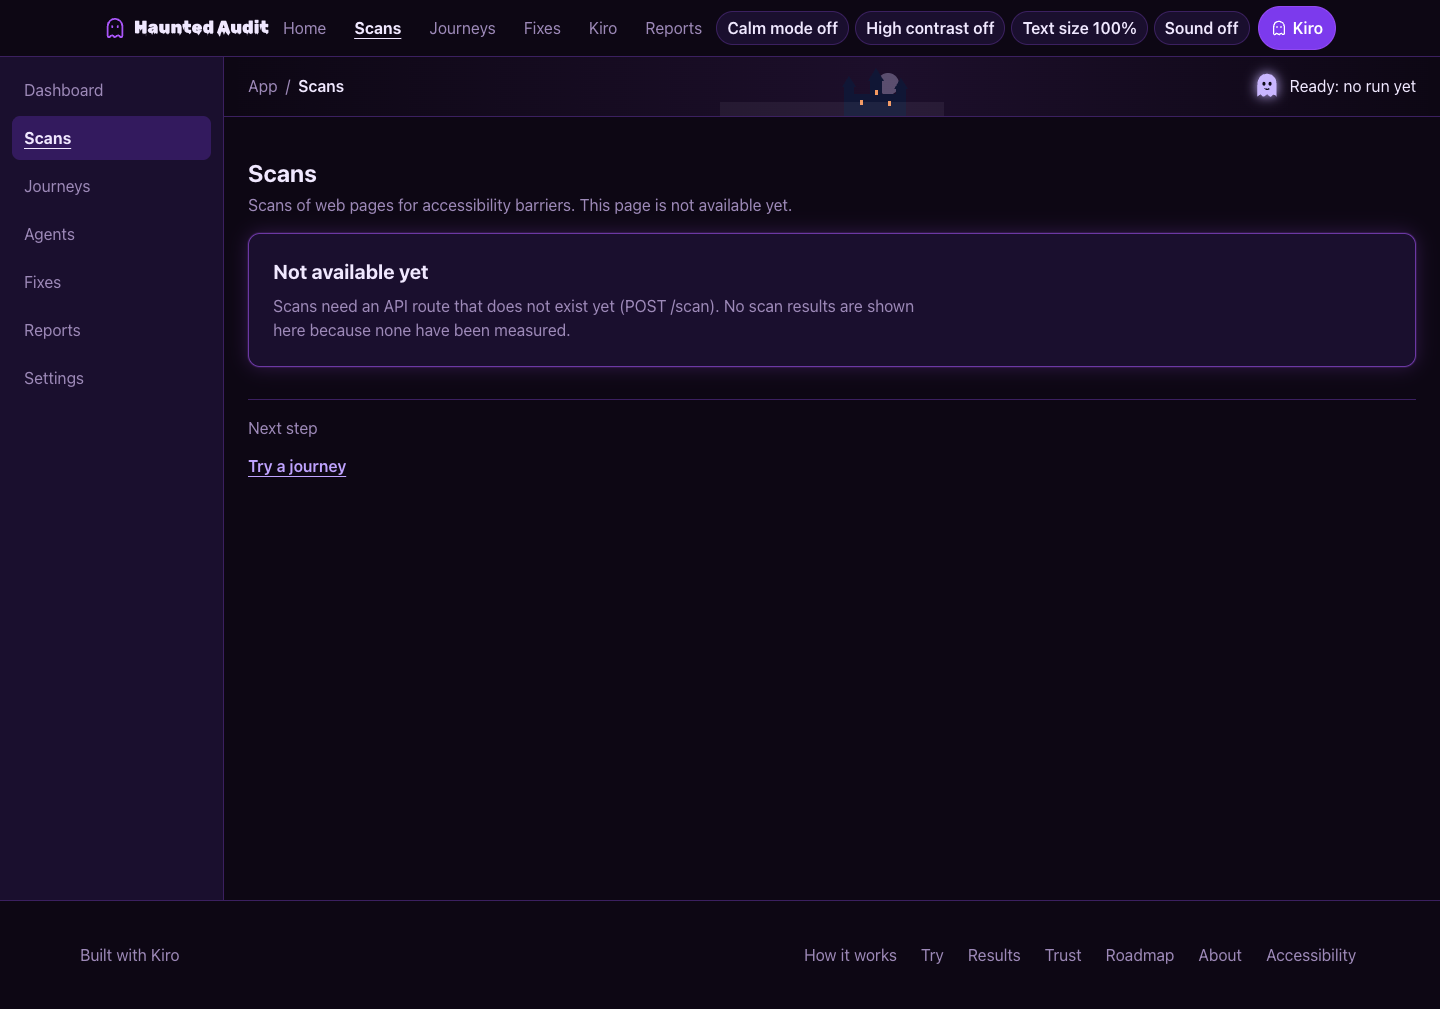 Haunted Audit Home Scans Journeys Fixes Kiro Reports Calm mode off High contrast off Text size 100% Sound off Kiro
Dashboard
Scans
Journeys
Agents
Fixes
Reports
Settings
App / Scans
Ready: no run yet
Scans
Scans of web pages for accessibility barriers. This page is not available yet.
Not available yet
Scans need an API route that does not exist yet (POST /scan). No scan results are shown
here because none have been measured.
Next step
Try a journey
Built with Kiro
How it works Try Results Trust Roadmap About Accessibility